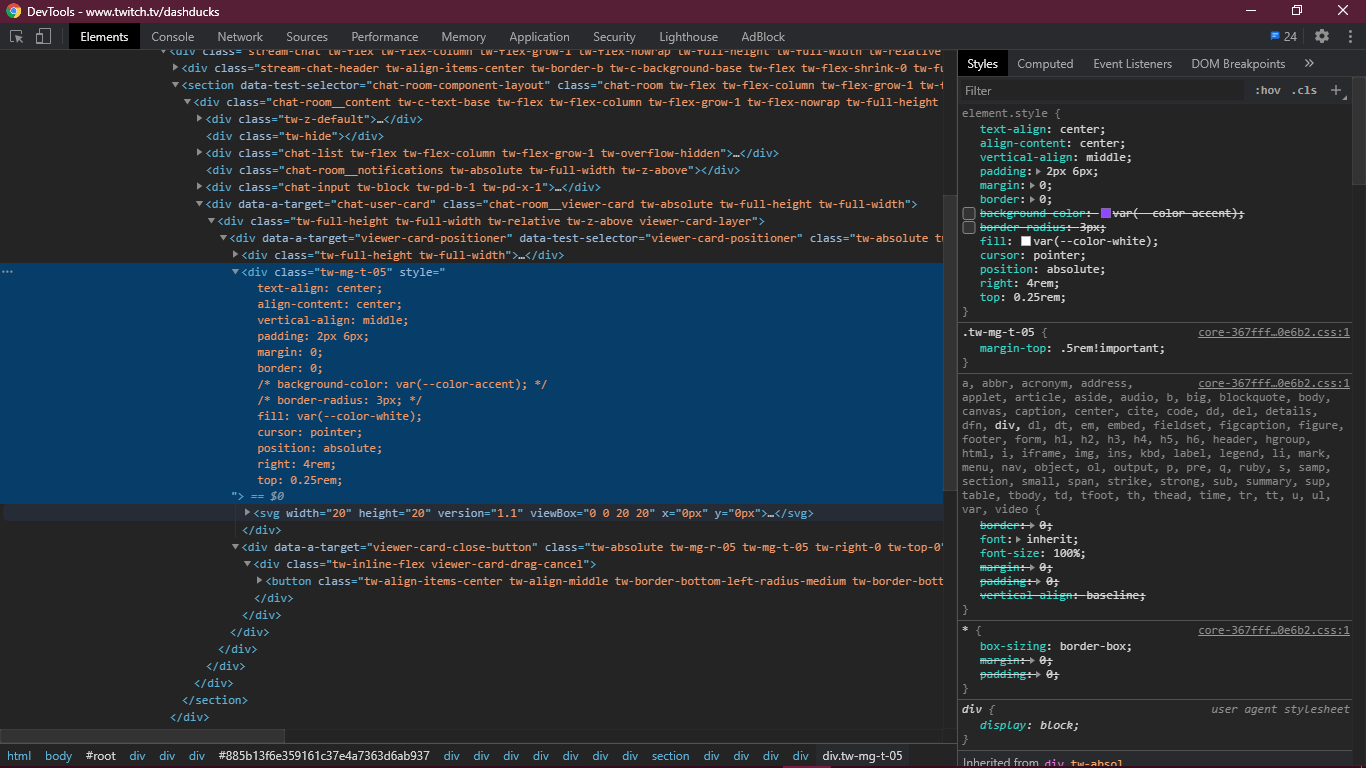 DevTools - www.twitch.tv/dashducks
Elements Console Network Sources Performance Memory Application Security Lighthouse AdBlock 24
<div class="stream-chat tw-flex tw-flex-column tw-flex-grow-1 tw-flex-nowrap tw-full-height tw-full-width tw-relative
<div class="stream-chat-header tw-align-items-center tw-border-b tw-c-background-base tw-flex tw-flex-shrink-0 tw-fu
<section data-test-selector="chat-room-component-layout" class="chat-room tw-flex tw-flex-column tw-flex-grow-1 tw-f
<div class="chat-room__content tw-c-text-base tw-flex tw-flex-column tw-flex-grow-1 tw-flex-nowrap tw-full-height
<div class="tw-z-default">…</div>
<div class="tw-hide"></div>
<div class="chat-list tw-flex tw-flex-column tw-flex-grow-1 tw-overflow-hidden">…</div>
<div class="chat-room__notifications tw-absolute tw-full-width tw-z-above"></div>
<div class="chat-input tw-block tw-pd-b-1 tw-pd-x-1">…</div>
<div data-a-target="chat-user-card" class="chat-room__viewer-card tw-absolute tw-full-height tw-full-width">
<div class="tw-full-height tw-full-width tw-relative tw-z-above viewer-card-layer">
<div data-a-target="viewer-card-positioner" data-test-selector="viewer-card-positioner" class="tw-absolute tw
<div class="tw-full-height tw-full-width">…</div>
… <div class="tw-mg-t-05" style="
text-align: center;
align-content: center;
vertical-align: middle;
padding: 2px 6px;
margin: 0;
border: 0;
/* background-color: var(--color-accent); */
/* border-radius: 3px; */
fill: var(--color-white);
cursor: pointer;
position: absolute;
right: 4rem;
top: 0.25rem;
"> == $0
<svg width="20" height="20" version="1.1" viewBox="0 0 20 20" x="0px" y="0px">…</svg>
</div>
<div data-a-target="viewer-card-close-button" class="tw-absolute tw-mg-r-05 tw-mg-t-05 tw-right-0 tw-top-0"
<div class="tw-inline-flex viewer-card-drag-cancel">
<button class="tw-align-items-center tw-align-middle tw-border-bottom-left-radius-medium tw-border-bott
</div>
</div>
</div>
</div>
</div>
</div>
</section>
</div>
html body #root div div div #885b13f6e359161c37e4a7363d6ab937 div div div div div div div section div div div div div.tw-mg-t-05
Styles Computed Event Listeners DOM Breakpoints »
Filter :hov .cls +
element.style {
text-align: center;
align-content: center;
vertical-align: middle;
padding: 2px 6px;
margin: 0;
border: 0;
background-color: var(--color-accent);
border-radius: 3px;
fill: var(--color-white);
cursor: pointer;
position: absolute;
right: 4rem;
top: 0.25rem;
}
.tw-mg-t-05 { core-367fff…0e6b2.css:1
margin-top: .5rem!important;
}
a, abbr, acronym, address, core-367fff…0e6b2.css:1
applet, article, aside, audio, b, big, blockquote, body,
canvas, caption, center, cite, code, dd, del, details,
dfn, div, dl, dt, em, embed, fieldset, figcaption, figure,
footer, form, h1, h2, h3, h4, h5, h6, header, hgroup,
html, i, iframe, img, ins, kbd, label, legend, li, mark,
menu, nav, object, ol, output, p, pre, q, ruby, s, samp,
section, small, span, strike, strong, sub, summary, sup,
table, tbody, td, tfoot, th, thead, time, tr, tt, u, ul,
var, video {
border: 0;
font: inherit;
font-size: 100%;
margin: 0;
padding: 0;
vertical-align: baseline;
}
* { core-367fff…0e6b2.css:1
box-sizing: border-box;
margin: 0;
padding: 0;
}
div { user agent stylesheet
display: block;
}
Inherited from div.tw-absol